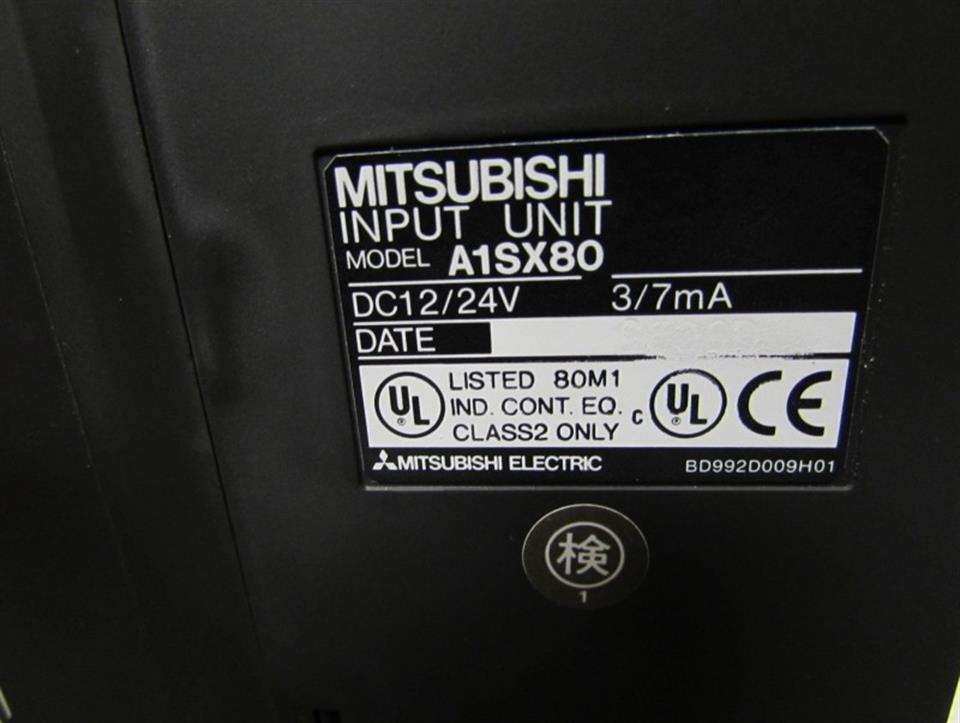 MITSUBISHI
INPUT UNIT
MODEL A1SX80
DC12/24V 3/7mA
DATE
UL LISTED 80M1 c UL CE
IND. CONT. EQ.
CLASS2 ONLY
MITSUBISHI ELECTRIC BD992D009H01
検
1